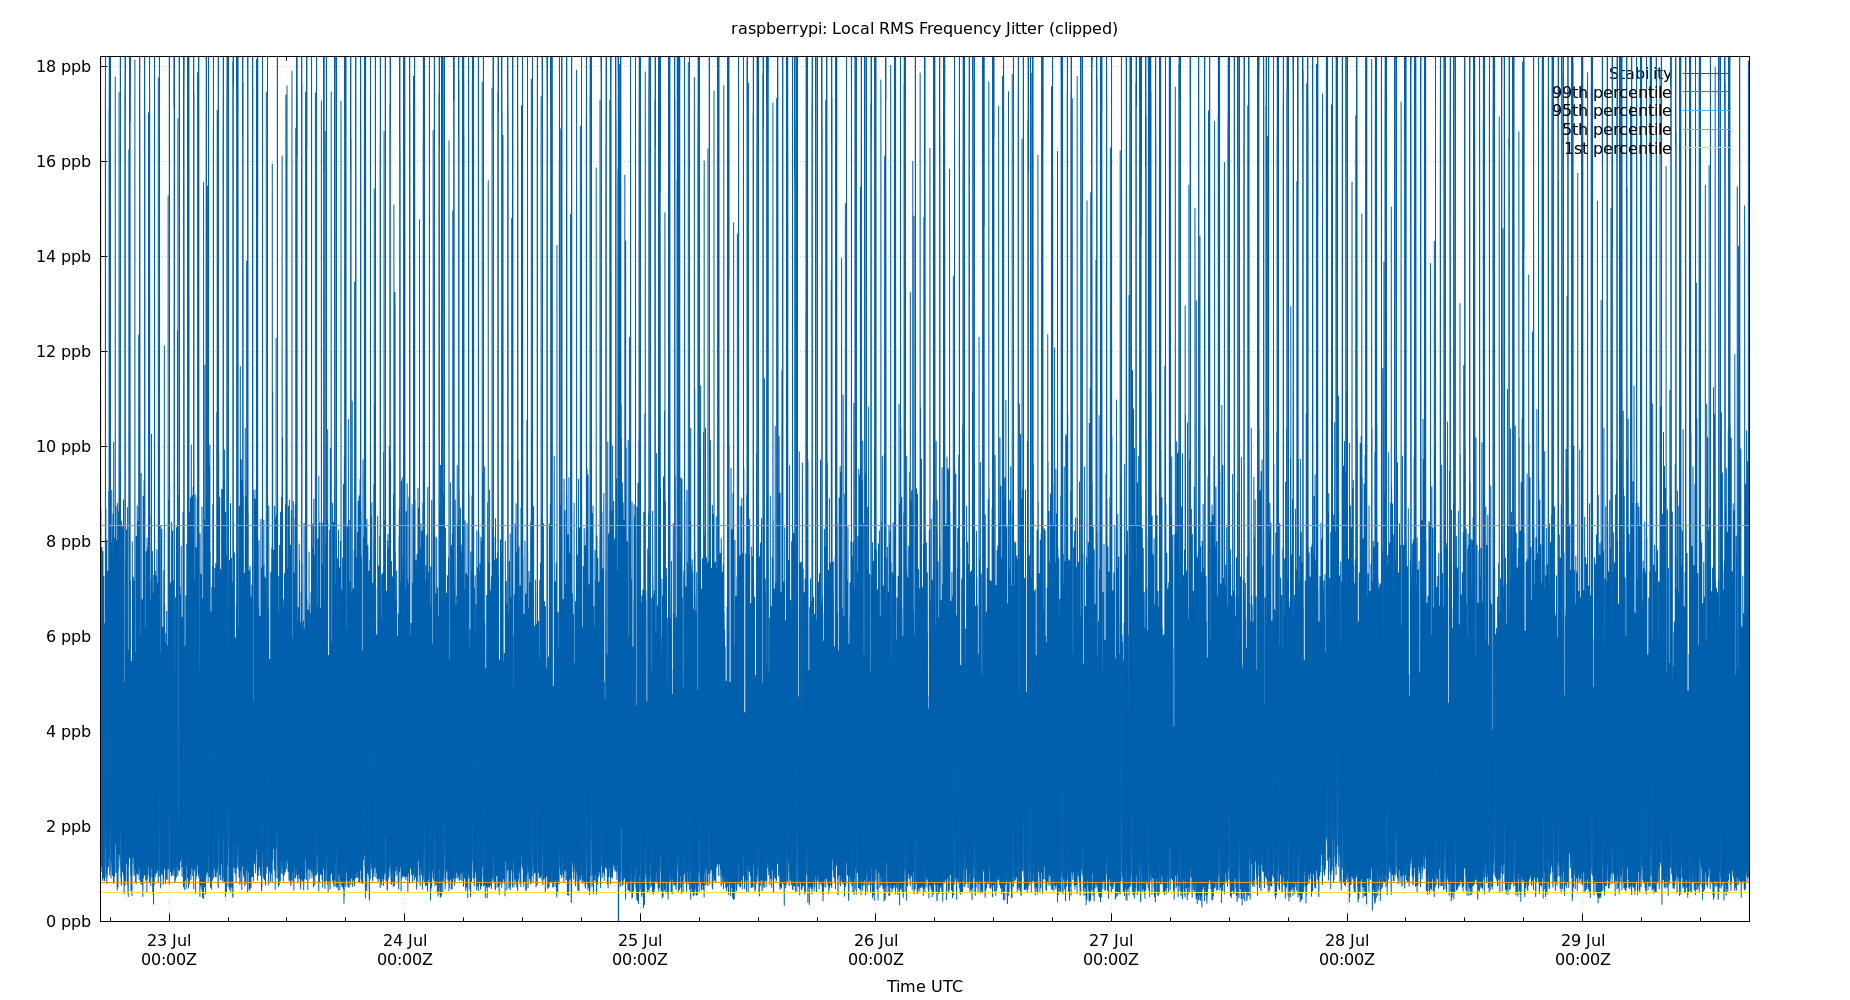 raspberrypi: Local RMS Frequency Jitter (clipped)
18 ppb
16 ppb
14 ppb
12 ppb
10 ppb
8 ppb
6 ppb
4 ppb
2 ppb
0 ppb
Stability
99th percentile
95th percentile
5th percentile
1st percentile
23 Jul 24 Jul 25 Jul 26 Jul 27 Jul 28 Jul 29 Jul
00:00Z 00:00Z 00:00Z 00:00Z 00:00Z 00:00Z 00:00Z
Time UTC